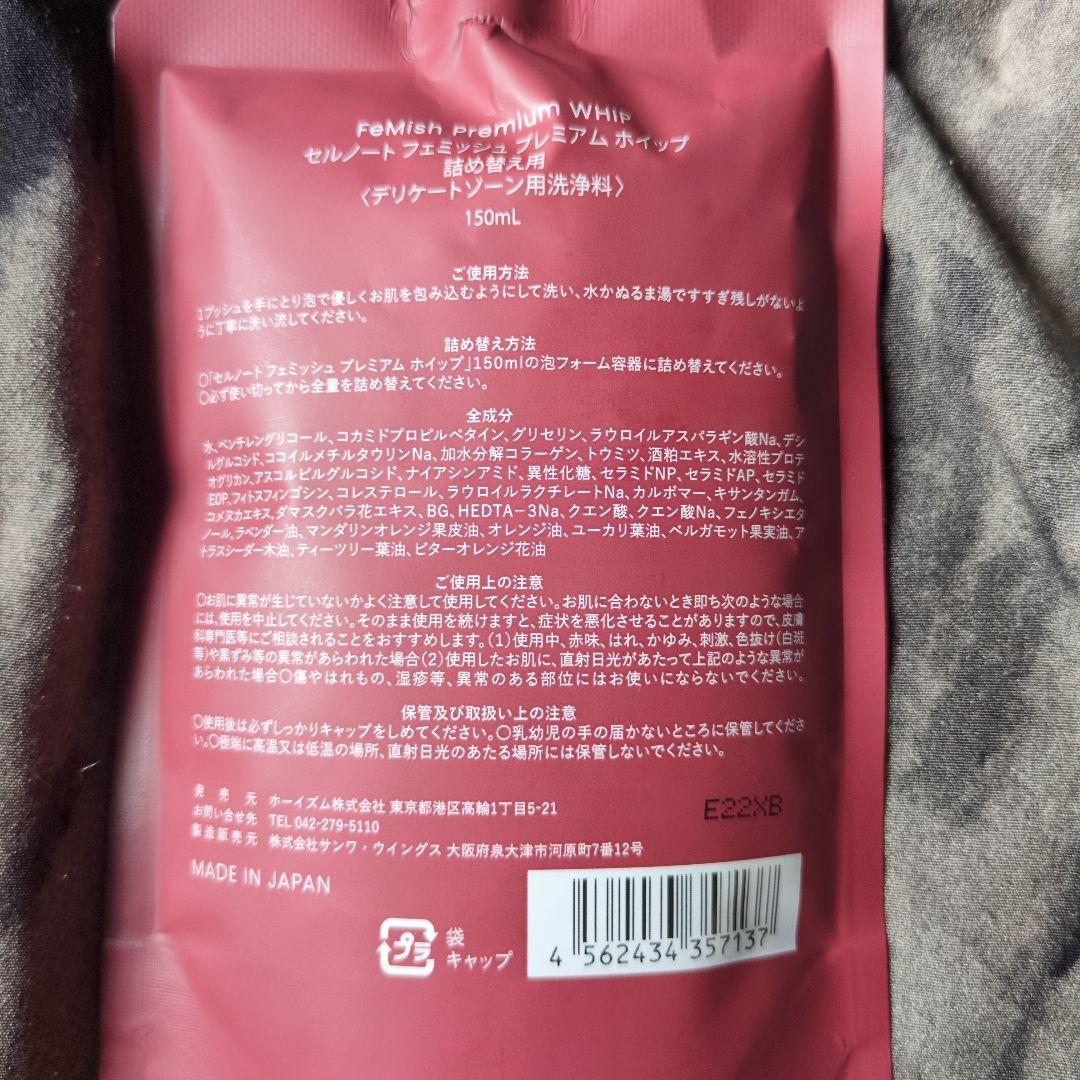 FeMish Premium WHIP
セルノート フェミッシュ プレミアム ホイップ
詰め替え用
〈デリケートゾーン用洗浄料〉
150mL
ご使用方法
1プッシュを手にとり泡で優しくお肌を包み込むようにして洗い、水かぬるま湯ですすぎ残しがないよ
うに丁寧に洗い流してください。
詰め替え方法
〇「セルノート フェミッシュ プレミアム ホイップ」150mlの泡フォーム容器に詰め替えてください。
〇必ず使い切ってから全量を詰め替えてください。
全成分
水、ペンチレングリコール、コカミドプロピルベタイン、グリセリン、ラウロイルアスパラギン酸Na、デシ
ルグルコシド、ココイルメチルタウリンNa、加水分解コラーゲン、トウミツ、酒粕エキス、水溶性プロテ
オグリカン、アスコルビルグルコシド、ナイアシンアミド、異性化糖、セラミドNP、セラミドAP、セラミド
EOP、フィトスフィンゴシン、コレステロール、ラウロイルラクチレートNa、カルボマー、キサンタンガム、
コメヌカエキス、ダマスクバラ花エキス、BG、HEDTA-3Na、クエン酸、クエン酸Na、フェノキシエタ
ノール、ラベンダー油、マンダリンオレンジ果皮油、オレンジ油、ユーカリ葉油、ベルガモット果実油、ア
トラスシーダー木油、ティーツリー葉油、ビターオレンジ花油
ご使用上の注意
〇お肌に異常が生じていないかよく注意して使用してください。お肌に合わないとき即ち次のような場合
には、使用を中止してください。そのまま使用を続けますと、症状を悪化させることがありますので、皮膚
科専門医等にご相談されることをおすすめします。(1)使用中、赤味、はれ、かゆみ、刺激、色抜け(白斑
等)や黒ずみ等の異常があらわれた場合(2)使用したお肌に、直射日光があたって上記のような異常が
あらわれた場合〇傷やはれもの、湿疹等、異常のある部位にはお使いにならないでください。
保管及び取扱い上の注意
〇使用後は必ずしっかりキャップをしめてください。〇乳幼児の手の届かないところに保管してくださ
い。〇極端に高温又は低温の場所、直射日光のあたる場所には保管しないでください。
発売元 ホーイズム株式会社 東京都港区高輪1丁目5-21
お問い合せ先 TEL 042-279-5110
製造販売元 株式会社サンワ・ウイングス 大阪府泉大津市河原町7番12号
E22XB
MADE IN JAPAN
プラ
袋
キャップ
4 562434 357137